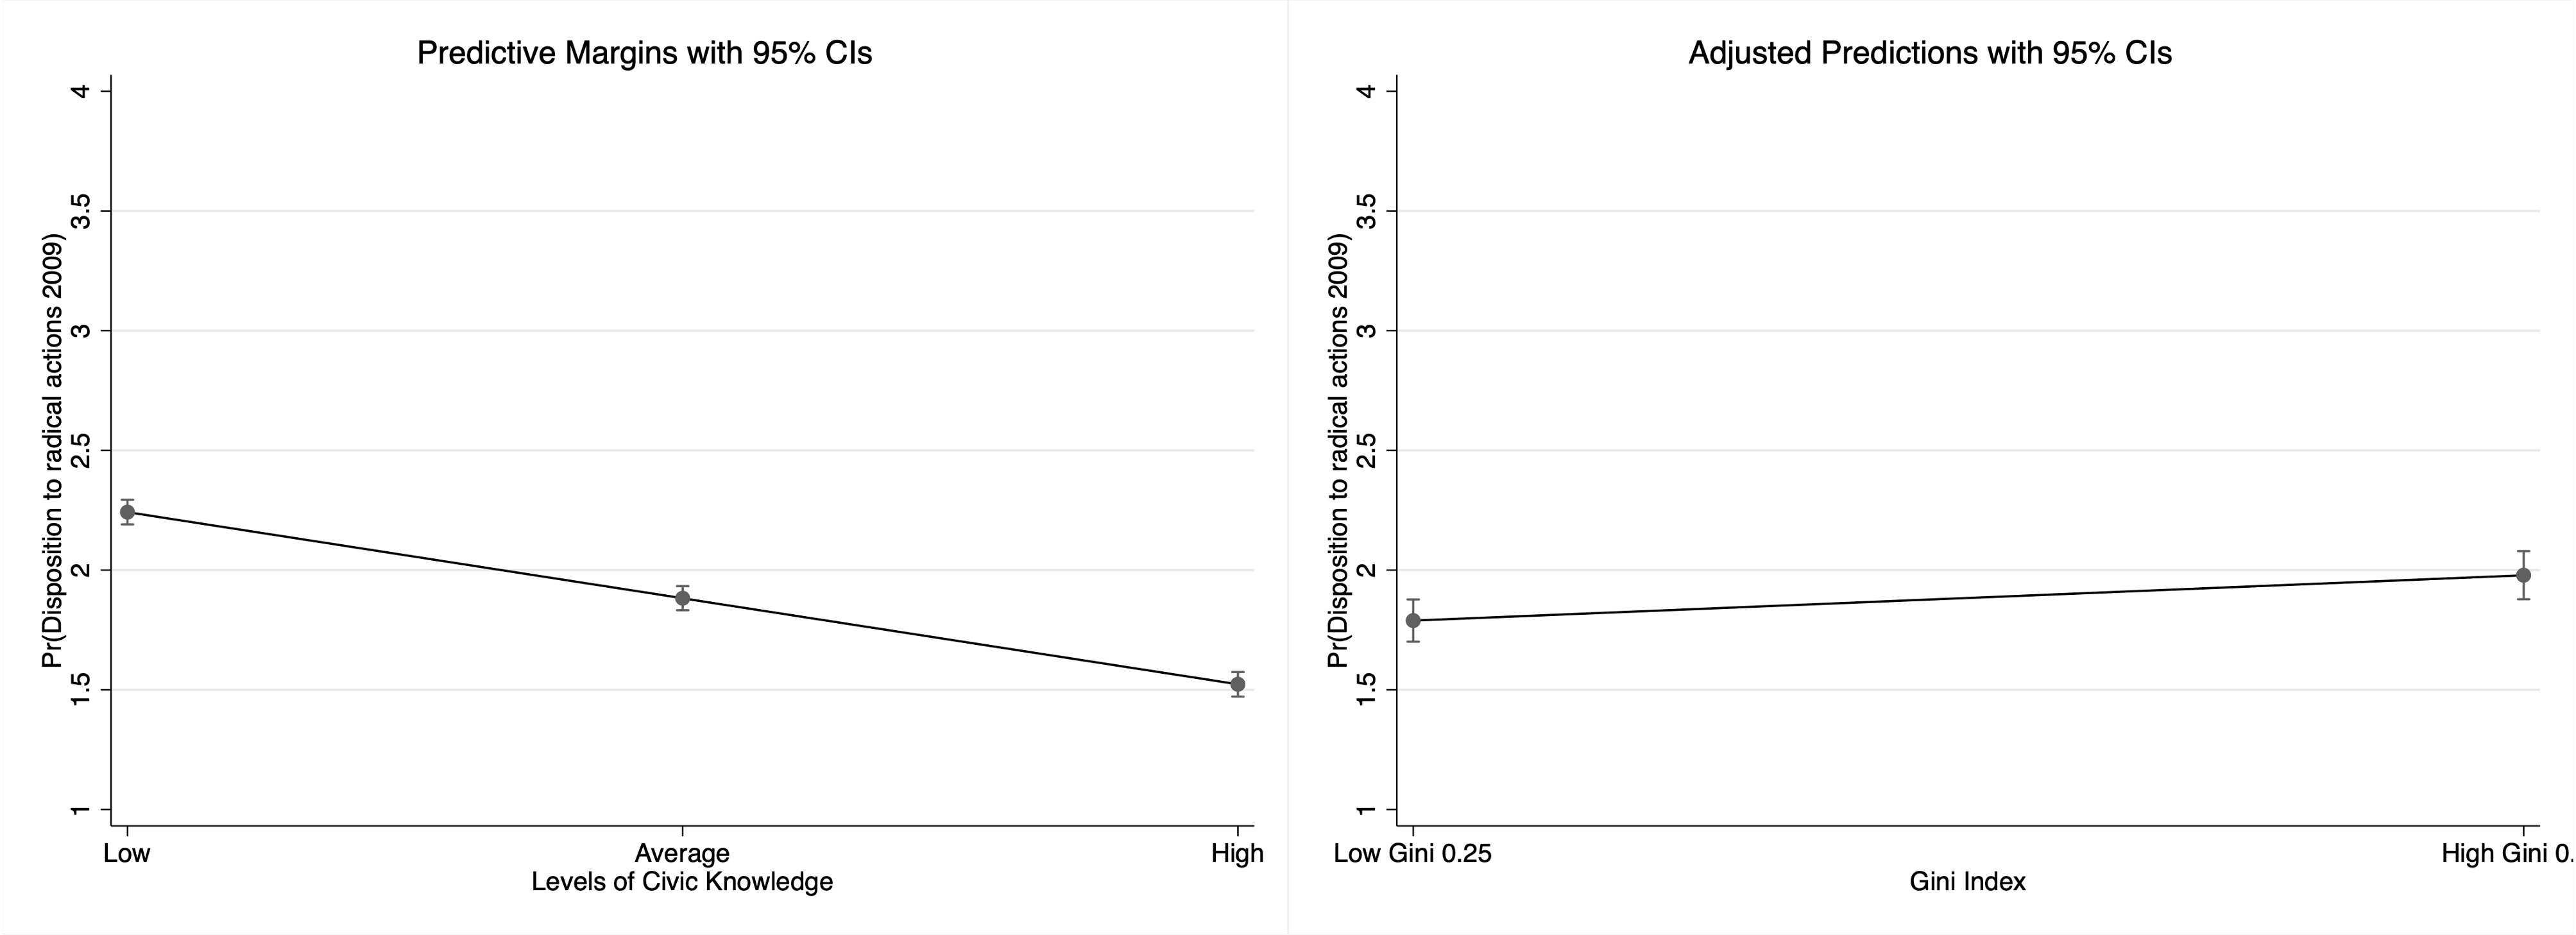 Predictive Margins with 95% CIs
Pr(Disposition to radical actions 2009)
4
3.5
3
2.5
2
1.5
1
Low Average High
Levels of Civic Knowledge
Adjusted Predictions with 95% CIs
Pr(Disposition to radical actions 2009)
4
3.5
3
2.5
2
1.5
1
Low Gini 0.25 High Gini 0.
Gini Index